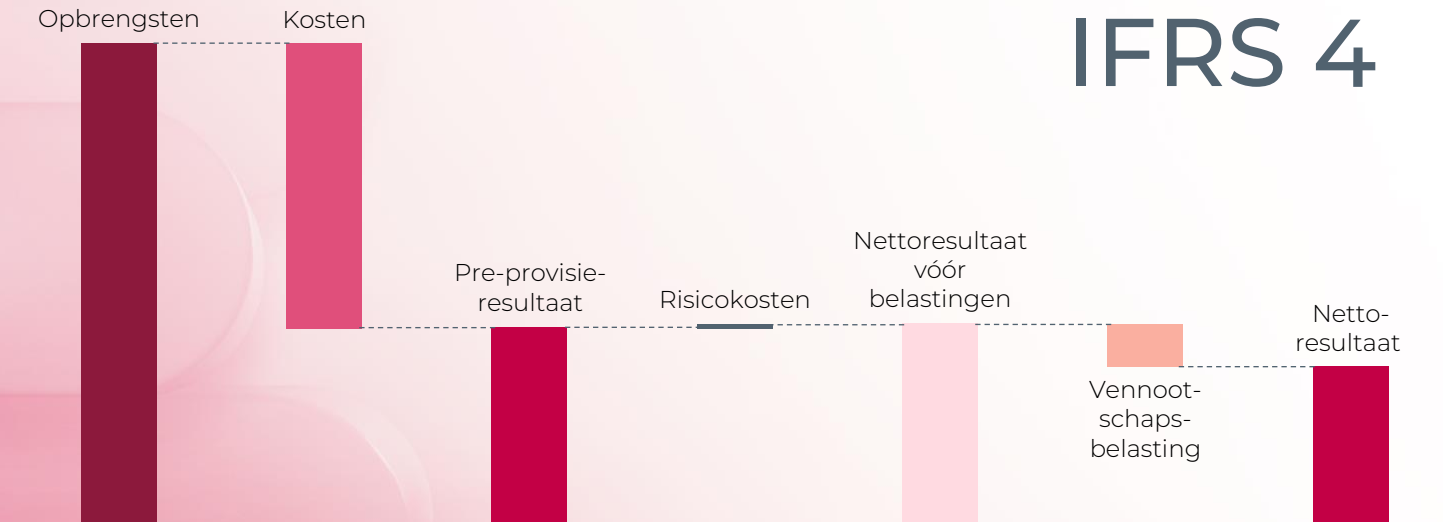 Opbrengsten
Kosten
IFRS 4
Pre-provisie-
resultaat
Risicokosten
Nettoresultaat
vóór
belastingen
Vennoot-
schaps-
belasting
Netto-
resultaat